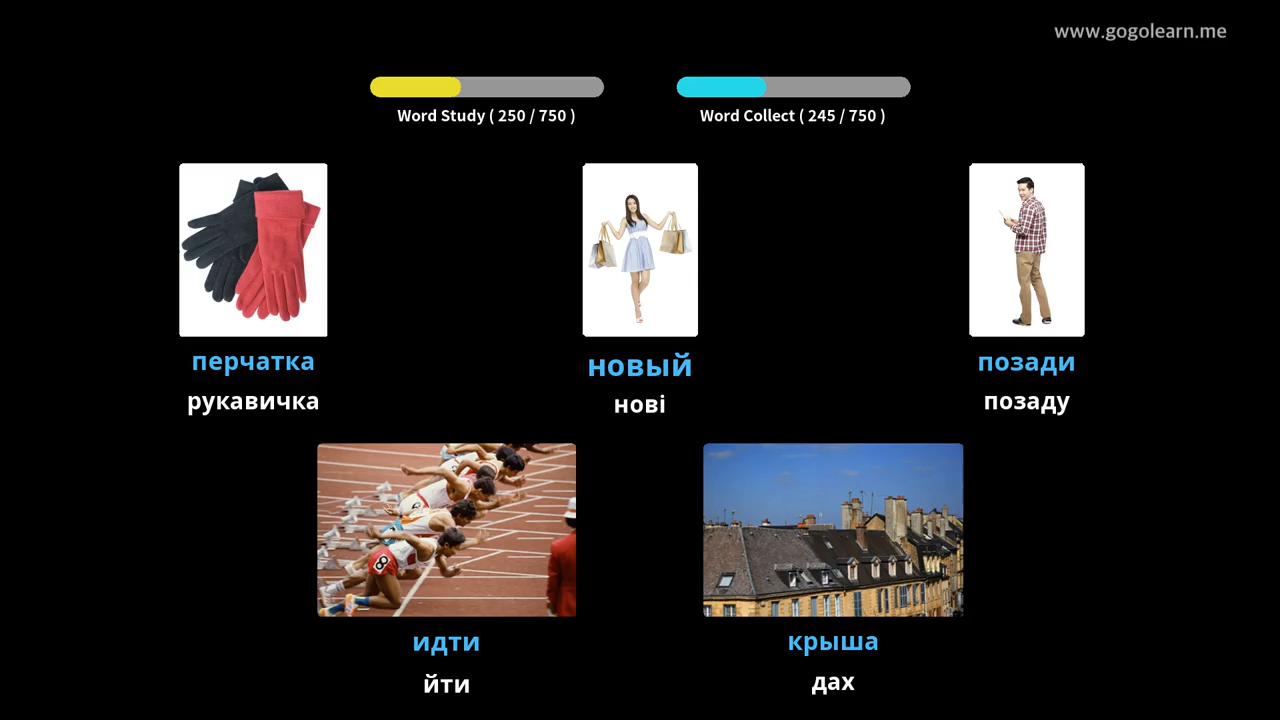 www.gogolearn.me
Word Study ( 250 / 750 )
Word Collect ( 245 / 750 )
перчатка
рукавичка
новый
нові
позади
позаду
идти
йти
крыша
дах
8